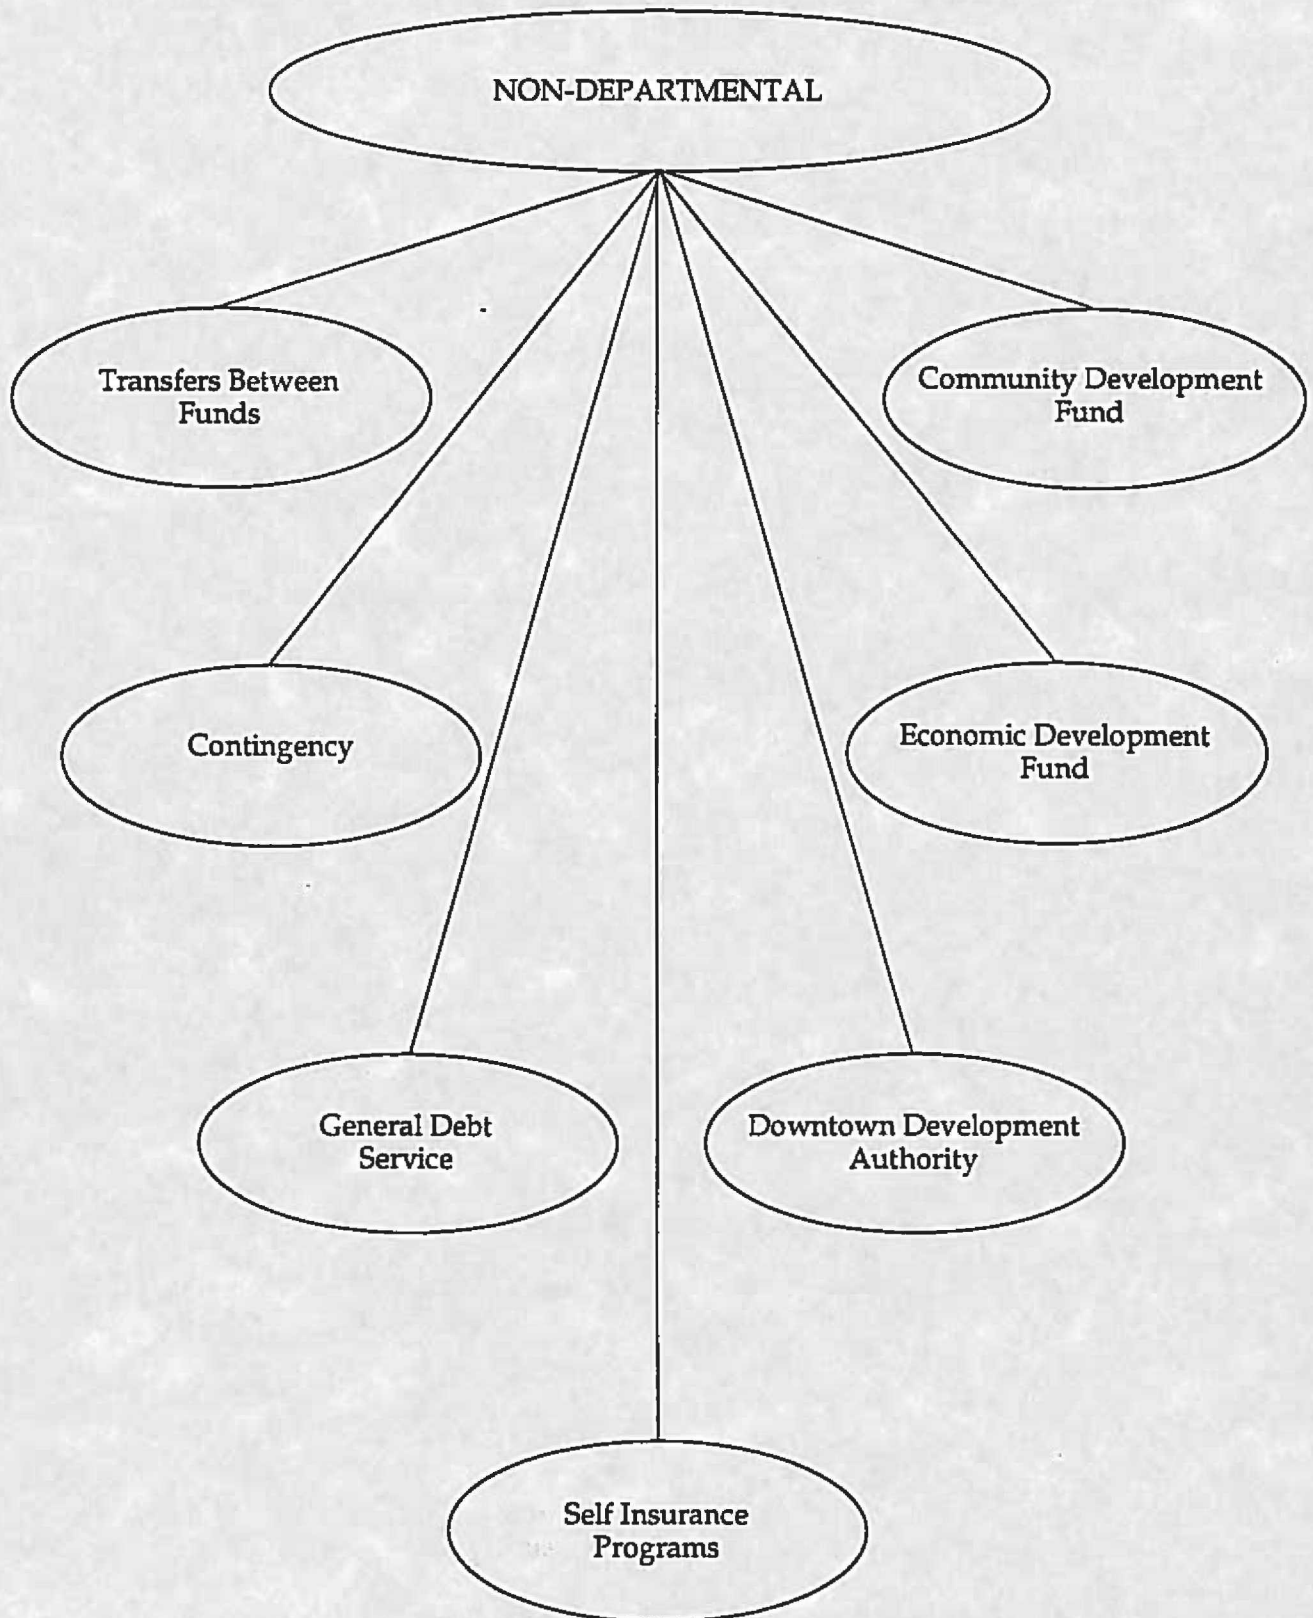 NON-DEPARTMENTAL
Transfers Between
Funds
Community Development
Fund
Contingency
Economic Development
Fund
General Debt
Service
Downtown Development
Authority
Self Insurance
Programs